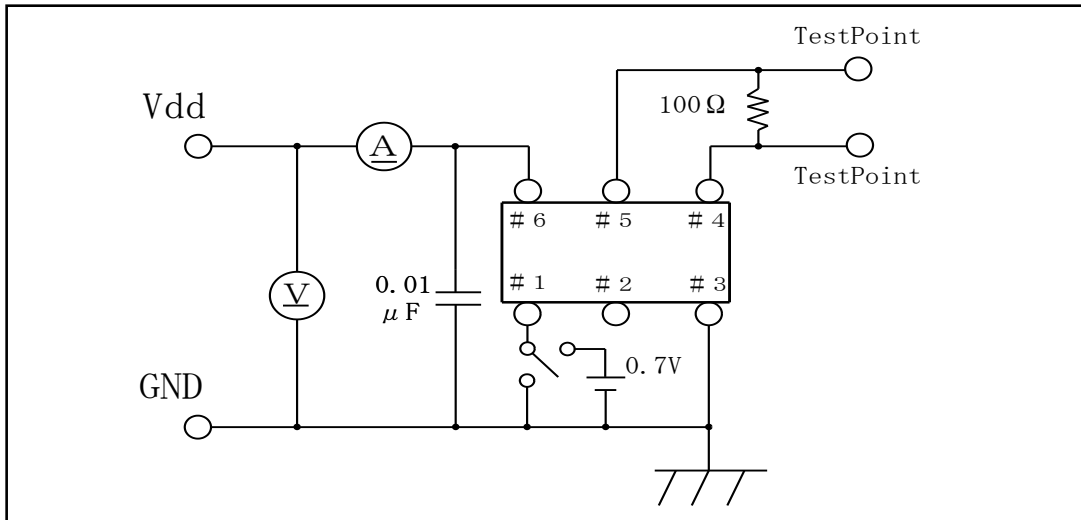 TestPoint
100Ω
Vdd
A
TestPoint
#6 #5 #4
#1 #2 #3
0.01
μF
V
0.7V
GND